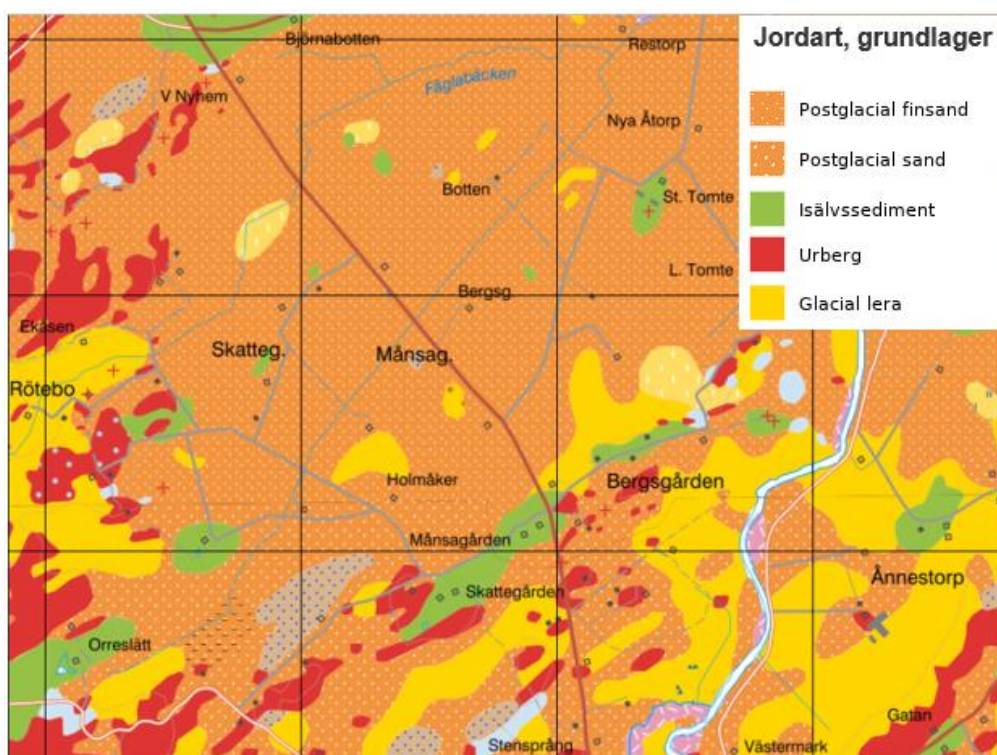 Jordart, grundlager
Postglacial finsand
Postglacial sand
Isälvssediment
Urberg
Glacial lera
Björnabotten
Restorp
Fåglabäcken
V Nyhem
Nya Åtorp
Botten
St. Tomte
L. Tomte
Bergsg.
Ekåsen
Skatteg.
Månsag.
Rötebo
Holmåker
Bergsgården
Månsagården
Ånnestorp
Skattegården
Orreslätt
Gatan
Stensprång
Västermark